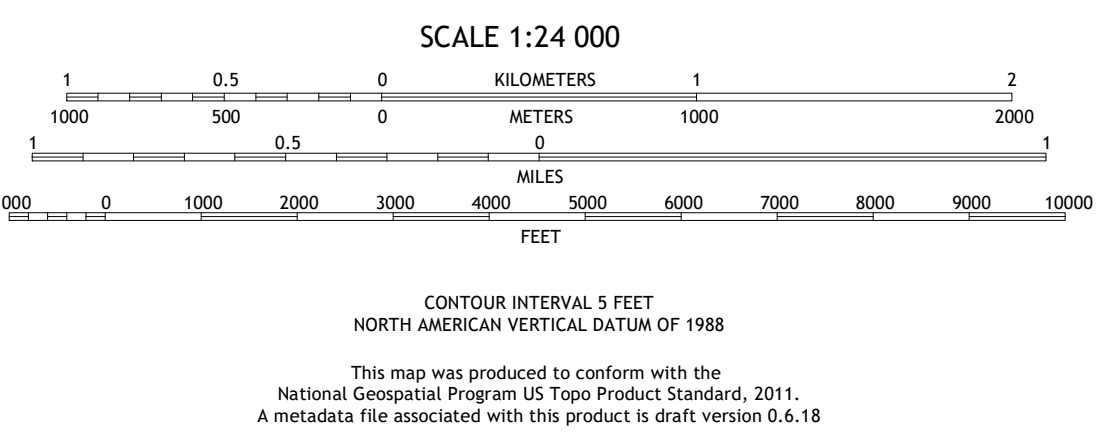 SCALE 1:24 000
1 0.5 0 KILOMETERS 1 2
1000 500 0 METERS 1000 2000
1 0.5 0 1
MILES
000 0 1000 2000 3000 4000 5000 6000 7000 8000 9000 10000
FEET
CONTOUR INTERVAL 5 FEET
NORTH AMERICAN VERTICAL DATUM OF 1988
This map was produced to conform with the
National Geospatial Program US Topo Product Standard, 2011.
A metadata file associated with this product is draft version 0.6.18